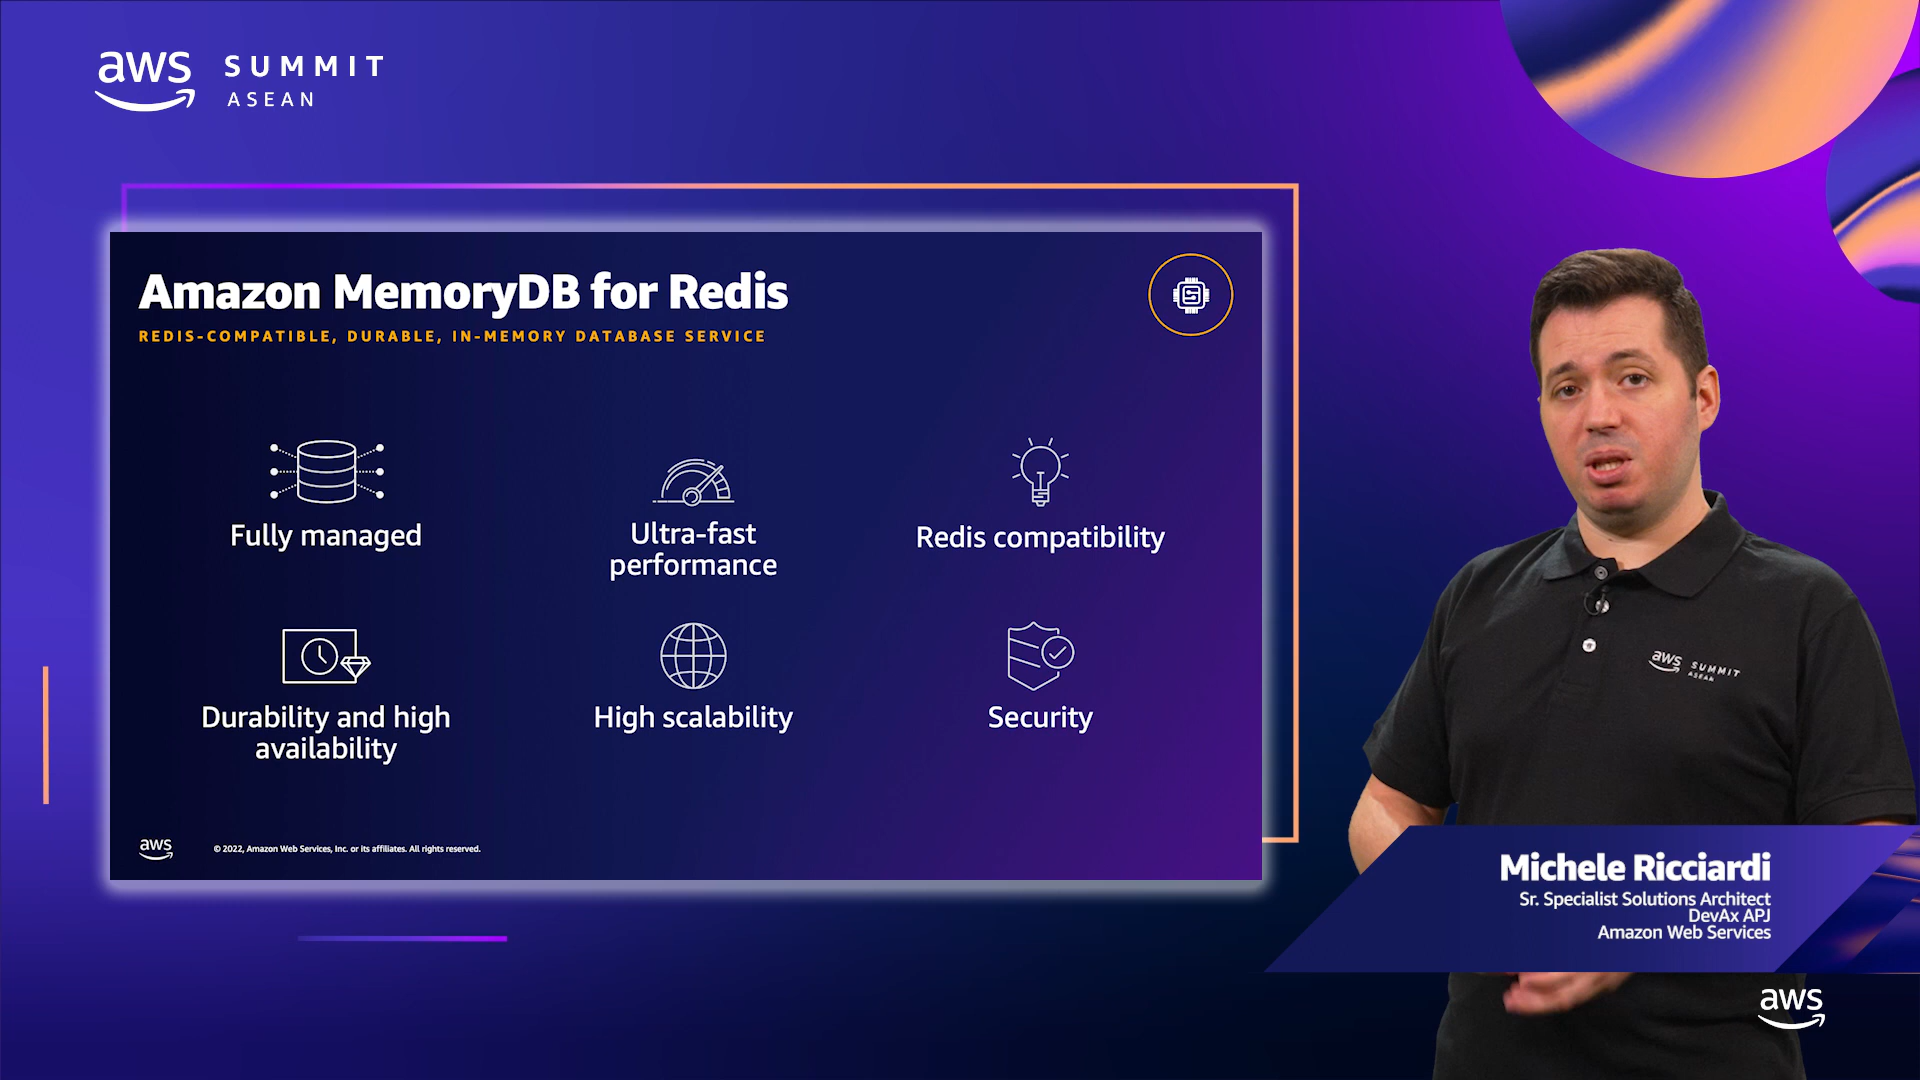 aws SUMMIT
ASEAN
Amazon MemoryDB for Redis
REDIS-COMPATIBLE, DURABLE, IN-MEMORY DATABASE SERVICE
Fully managed
Ultra-fast
performance
Redis compatibility
Durability and high
availability
High scalability
Security
aws
© 2022, Amazon Web Services, Inc. or its affiliates. All rights reserved.
aws SUMMIT
ASEAN
Michele Ricciardi
Sr. Specialist Solutions Architect
DevAx APJ
Amazon Web Services
aws